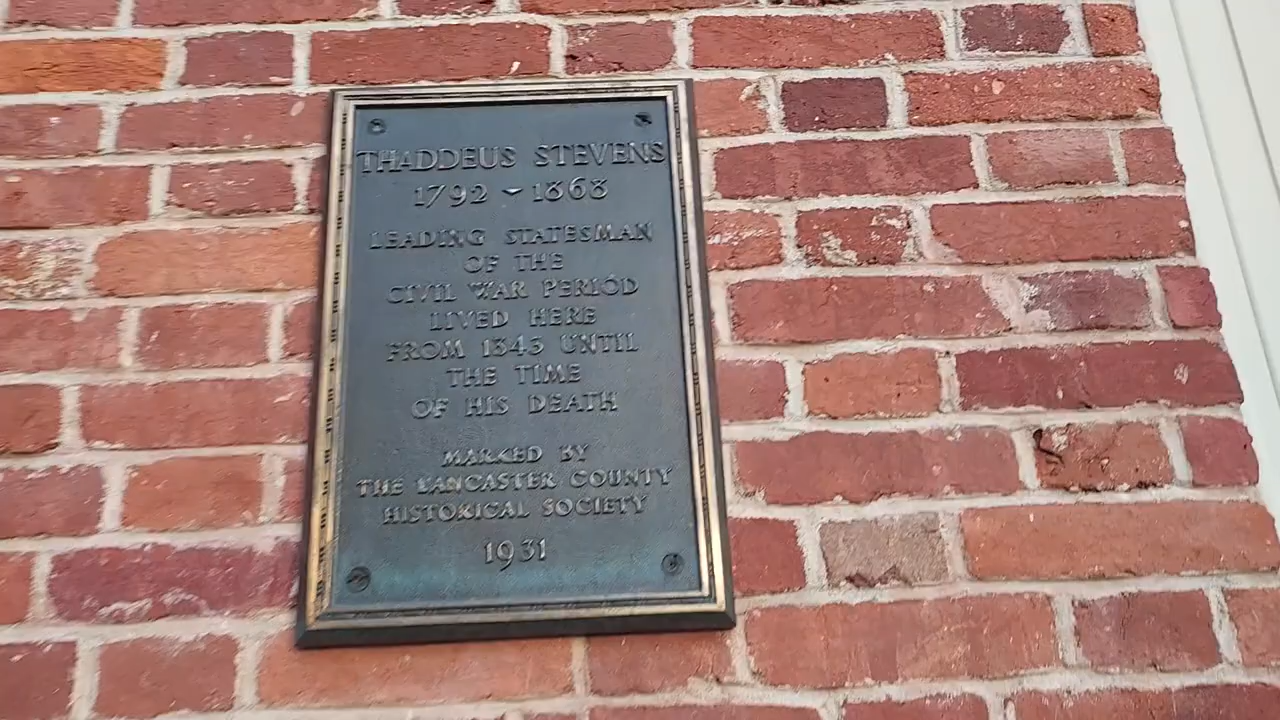 THADDEUS STEVENS
1792 - 1868
LEADING STATESMAN
OF THE
CIVIL WAR PERIOD
LIVED HERE
FROM 1843 UNTIL
THE TIME
OF HIS DEATH
MARKED BY
THE LANCASTER COUNTY
HISTORICAL SOCIETY
1931